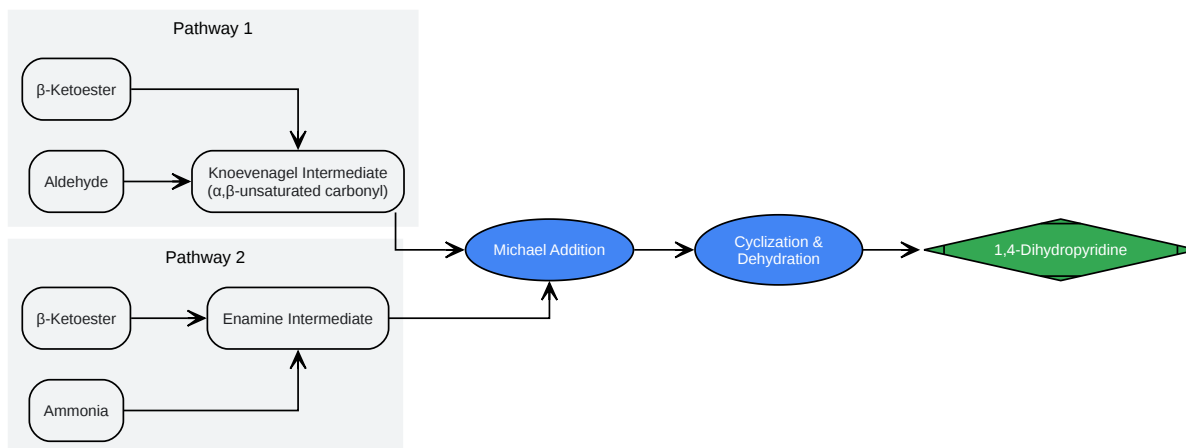 Pathway 1
β-Ketoester
Aldehyde
Knoevenagel Intermediate
(α,β-unsaturated carbonyl)
Pathway 2
β-Ketoester
Enamine Intermediate
Ammonia
Michael Addition
Cyclization &
Dehydration
1,4-Dihydropyridine